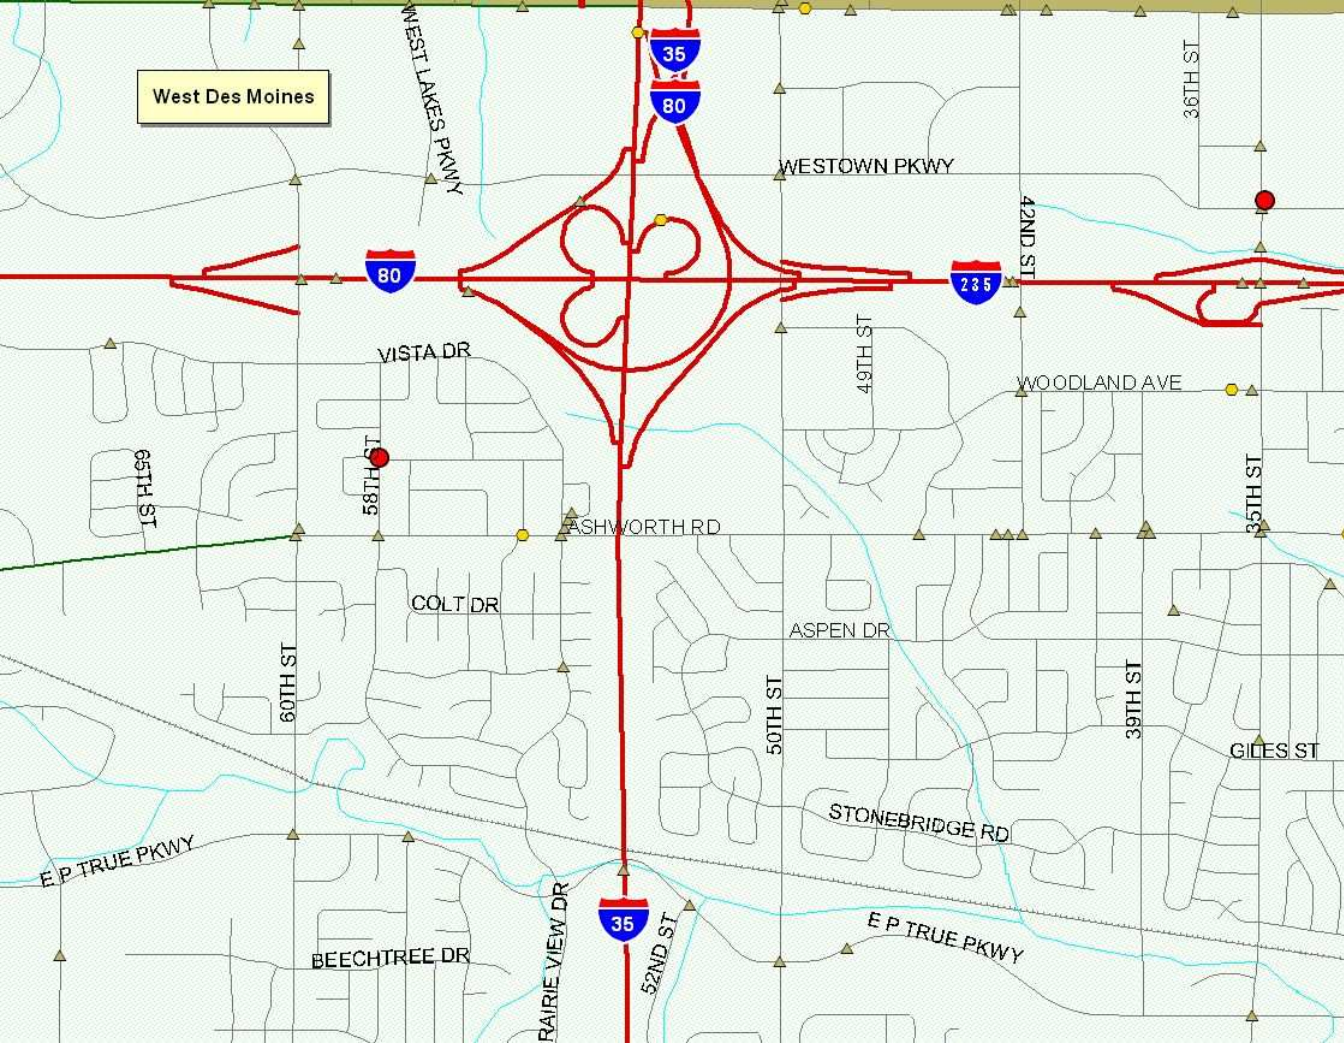 35
West Des Moines
WEST LAKES PKWY
36TH ST
80
WESTOWN PKWY
42ND ST
80
235
VISTA DR
49TH ST
WOODLAND AVE
65TH ST
58TH ST
35TH ST
ASHWORTH RD
COLT DR
ASPEN DR
60TH ST
50TH ST
39TH ST
GILES ST
STONEBRIDGE RD
E P TRUE PKWY
35
E P TRUE PKWY
RAIRIE VIEW DR
52ND ST
BEECHTREE DR